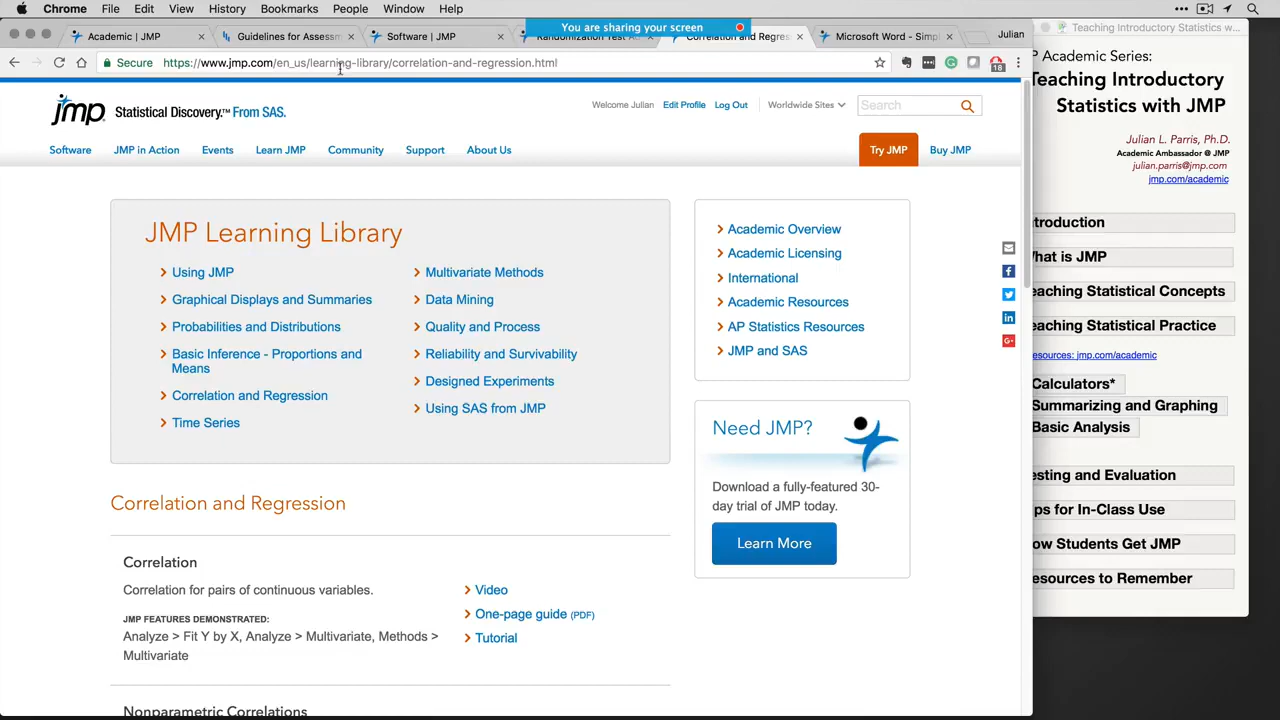 Chrome File Edit View History Bookmarks People Window Help
You are sharing your screen
Academic | JMP
Guidelines for Assessm
Software | JMP
Correlation and Regres
Microsoft Word - Simpl
Julian
Secure https://www.jmp.com/en_us/learning-library/correlation-and-regression.html
18
jmp Statistical Discovery.™ From SAS.
Welcome Julian Edit Profile Log Out Worldwide Sites Search
Software JMP in Action Events Learn JMP Community Support About Us Try JMP Buy JMP
JMP Learning Library
Using JMP
Graphical Displays and Summaries
Probabilities and Distributions
Basic Inference - Proportions and
Means
Correlation and Regression
Time Series
Multivariate Methods
Data Mining
Quality and Process
Reliability and Survivability
Designed Experiments
Using SAS from JMP
Academic Overview
Academic Licensing
International
Academic Resources
AP Statistics Resources
JMP and SAS
Need JMP?
Download a fully-featured 30-
day trial of JMP today.
Learn More
Correlation and Regression
Correlation
Correlation for pairs of continuous variables.
JMP FEATURES DEMONSTRATED:
Analyze > Fit Y by X, Analyze > Multivariate, Methods >
Multivariate
Video
One-page guide (PDF)
Tutorial
Nonparametric Correlations
Teaching Introductory Statistics w...
Academic Series:
Teaching Introductory
Statistics with JMP
Julian L. Parris, Ph.D.
Academic Ambassador @ JMP
julian.parris@jmp.com
jmp.com/academic
ntroduction
hat is JMP
eaching Statistical Concepts
eaching Statistical Practice
esources: jmp.com/academic
Calculators*
Summarizing and Graphing
Basic Analysis
esting and Evaluation
ps for In-Class Use
ow Students Get JMP
esources to Remember